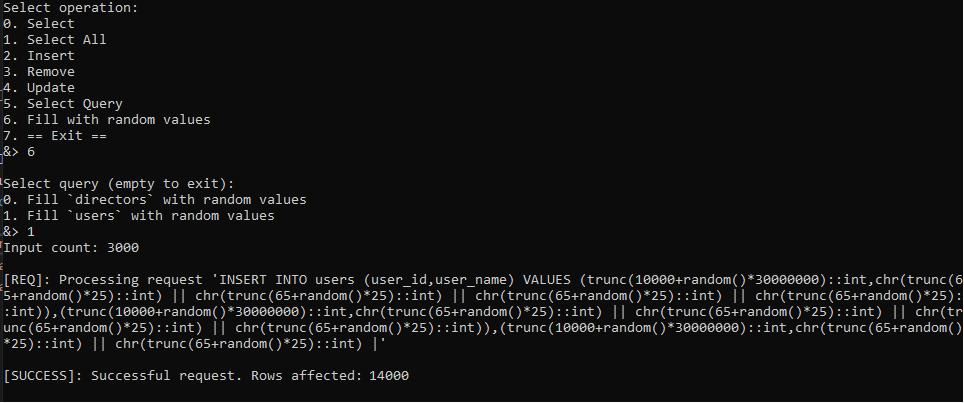 Select operation:
0. Select
1. Select All
2. Insert
3. Remove
4. Update
5. Select Query
6. Fill with random values
7. == Exit ==
&> 6
Select query (empty to exit):
0. Fill `directors` with random values
1. Fill `users` with random values
&> 1
Input count: 3000
[REQ]: Processing request 'INSERT INTO users (user_id,user_name) VALUES (trunc(10000+random()*30000000)::int,chr(trunc(6
5+random()*25)::int) || chr(trunc(65+random()*25)::int) || chr(trunc(65+random()*25)::int) || chr(trunc(65+random()*25):
:int)),(trunc(10000+random()*30000000)::int,chr(trunc(65+random()*25)::int) || chr(trunc(65+random()*25)::int) || chr(tr
unc(65+random()*25)::int) || chr(trunc(65+random()*25)::int)),(trunc(10000+random()*30000000)::int,chr(trunc(65+random()
*25)::int) || chr(trunc(65+random()*25)::int) |'
[SUCCESS]: Successful request. Rows affected: 14000